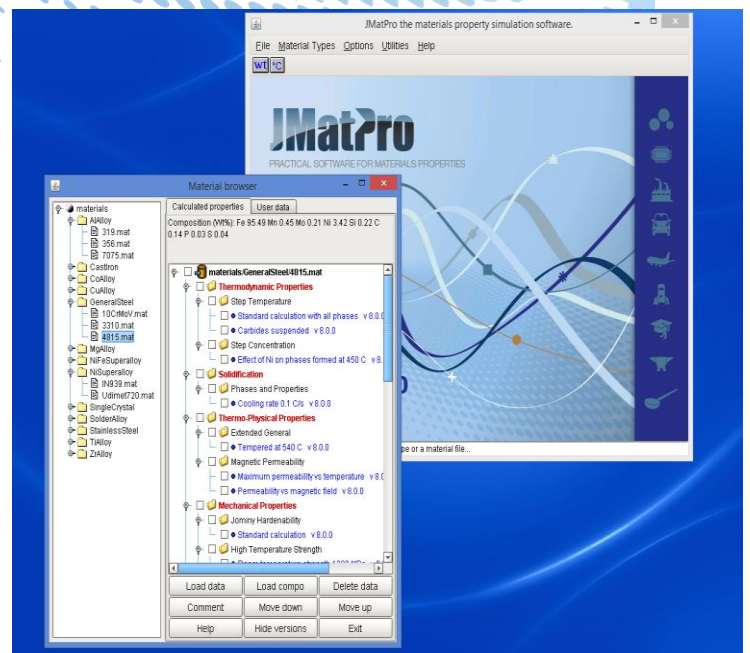 JMatPro the materials property simulation software.
File Material Types Options Utilities Help
wt °C
JMatPro
PRACTICAL SOFTWARE FOR MATERIALS PROPERTIES
pe or a material file...
Material browser
materials
AlAlloy
319.mat
356.mat
7075.mat
CastIron
CoAlloy
CuAlloy
GeneralSteel
10CrMoV.mat
3310.mat
4815.mat
MgAlloy
NiFeSuperalloy
NiSuperalloy
IN939.mat
Udimet720.mat
SingleCrystal
SolderAlloy
StainlessSteel
TiAlloy
ZrAlloy
Calculated properties User data
Composition (Wt%): Fe 95.49 Mn 0.45 Mo 0.21 Ni 3.42 Si 0.22 C
0.14 P 0.03 S 0.04
materials/GeneralSteel/4815.mat
Thermodynamic Properties
Step Temperature
Standard calculation with all phases v 8.0.0
Carbides suspended v 8.0.0
Step Concentration
Effect of Ni on phases formed at 450 C v 8.
Solidification
Phases and Properties
Cooling rate 0.1 C/s v 8.0.0
Thermo-Physical Properties
Extended General
Tempered at 540 C v 8.0.0
Magnetic Permeability
Maximum permeability vs temperature v 8.0
Permeability vs magnetic field v 8.0.0
Mechanical Properties
Jominy Hardenability
Standard calculation v 8.0.0
High Temperature Strength
Load data Load compo Delete data
Comment Move down Move up
Help Hide versions Exit